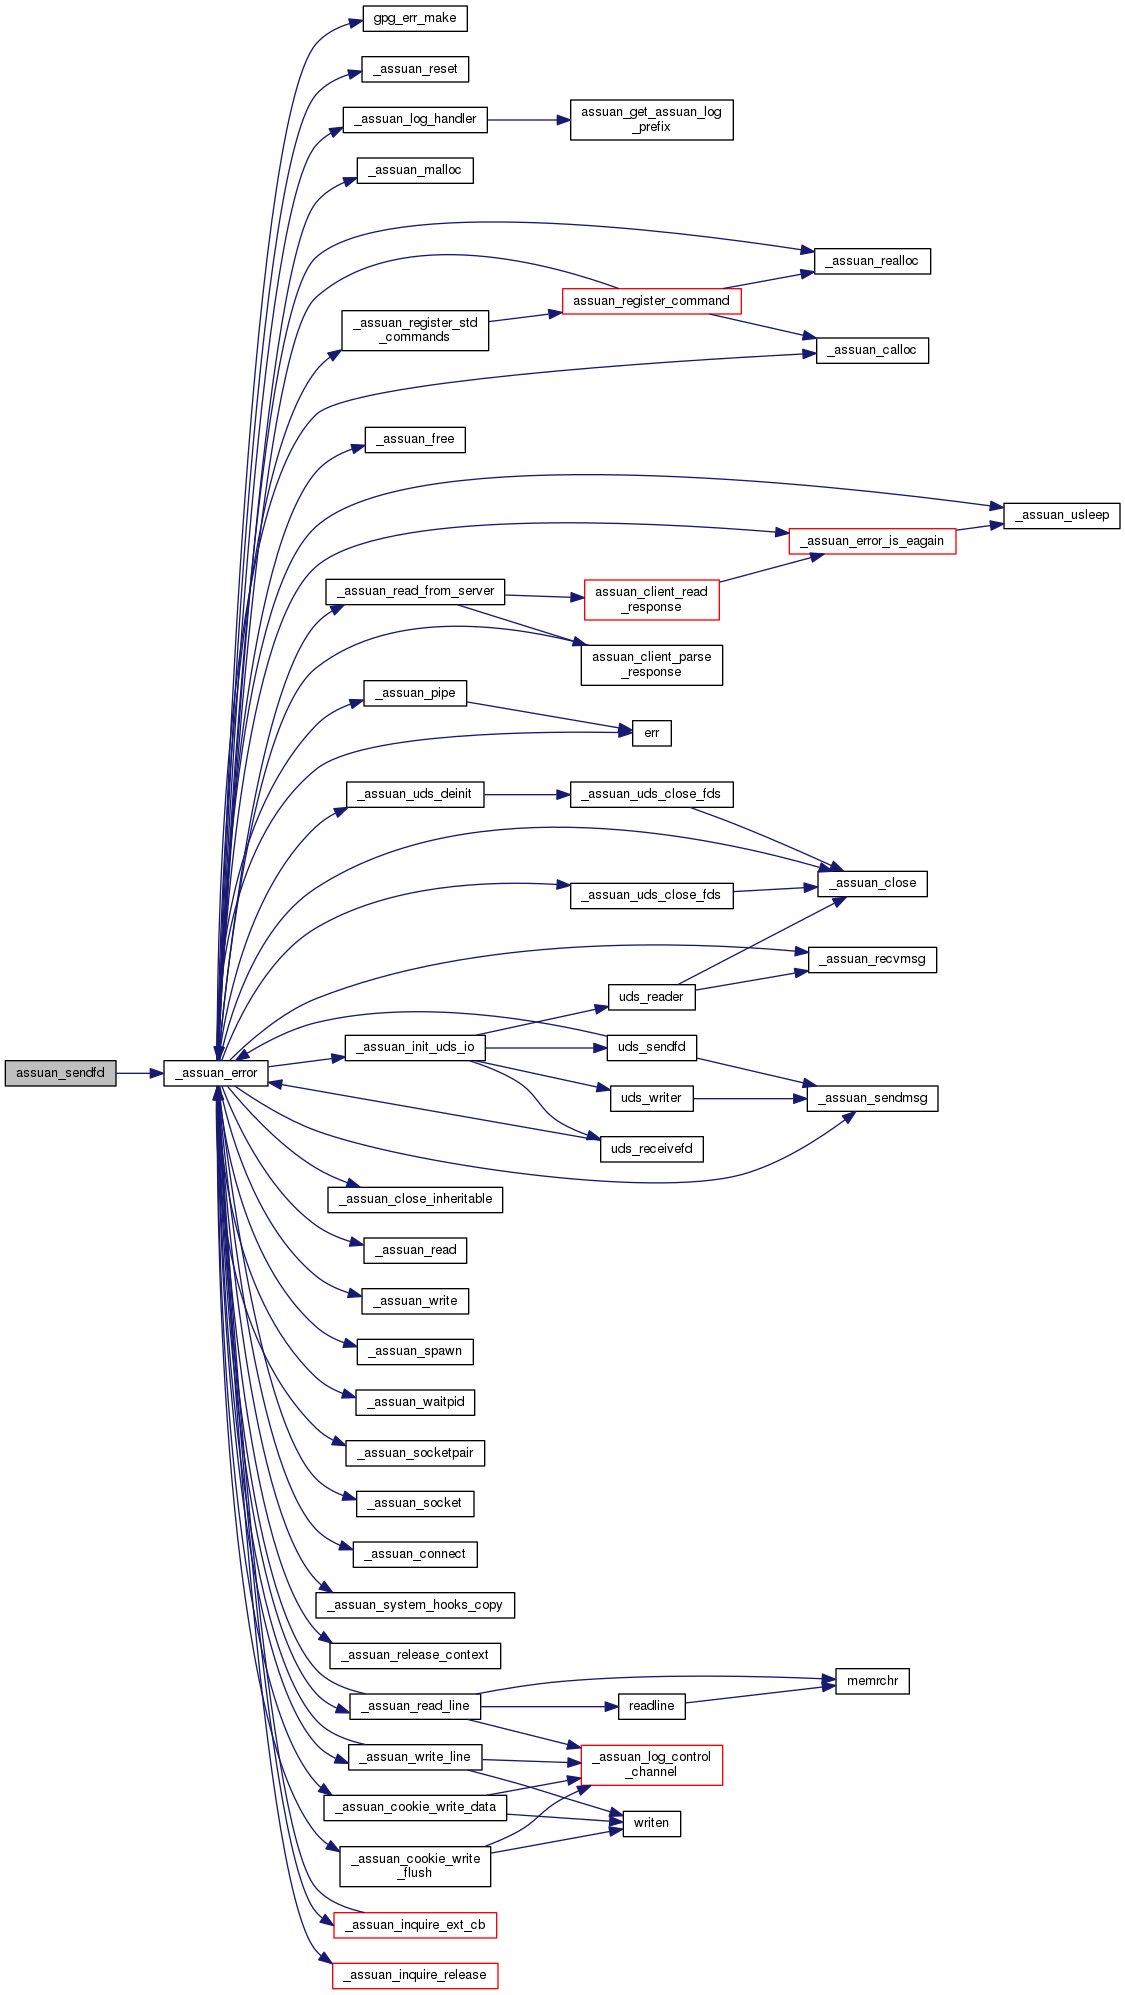 gpg_err_make
_assuan_reset
_assuan_log_handler
assuan_get_assuan_log
_prefix
_assuan_malloc
_assuan_realloc
assuan_register_command
_assuan_register_std
_commands
_assuan_calloc
_assuan_free
_assuan_usleep
_assuan_error_is_eagain
_assuan_read_from_server
assuan_client_read
_response
assuan_client_parse
_response
_assuan_pipe
err
_assuan_uds_deinit
_assuan_uds_close_fds
_assuan_close
_assuan_uds_close_fds
_assuan_recvmsg
uds_reader
_assuan_init_uds_io
uds_sendfd
assuan_sendfd
_assuan_error
uds_writer
_assuan_sendmsg
uds_receivefd
_assuan_close_inheritable
_assuan_read
_assuan_write
_assuan_spawn
_assuan_waitpid
_assuan_socketpair
_assuan_socket
_assuan_connect
_assuan_system_hooks_copy
_assuan_release_context
memrchr
_assuan_read_line
readline
_assuan_write_line
_assuan_log_control
_channel
_assuan_cookie_write_data
writen
_assuan_cookie_write
_flush
_assuan_inquire_ext_cb
_assuan_inquire_release